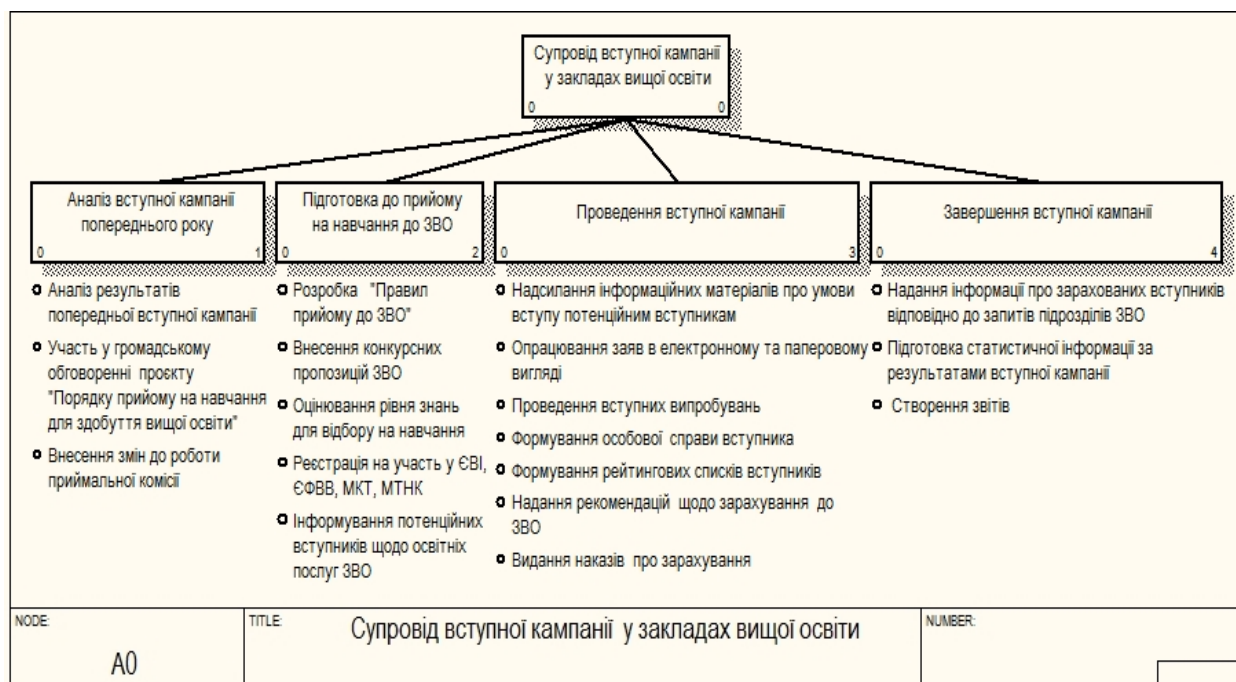 Супровід вступної кампанії
у закладах вищої освіти
0 0
Аналіз вступної кампанії
попереднього року
0 1
Підготовка до прийому
на навчання до ЗВО
0 2
Проведення вступної кампанії
0 3
Завершення вступної кампанії
0 4
Аналіз результатів
попередньої вступної кампанії
Участь у громадському
обговоренні проєкту
"Порядку прийому на навчання
для здобуття вищої освіти"
Внесення змін до роботи
приймальної комісії
Розробка "Правил
прийому до ЗВО"
Внесення конкурсних
пропозицій ЗВО
Оцінювання рівня знань
для відбору на навчання
Реєстрація на участь у ЄВІ,
ЄФВВ, МКТ, МТНК
Інформування потенційних
вступників щодо освітніх
послуг ЗВО
Надсилання інформаційних матеріалів про умови
вступу потенційним вступникам
Опрацювання заяв в електронному та паперовому
вигляді
Проведення вступних випробувань
Формування особової справи вступника
Формування рейтингових списків вступників
Надання рекомендацій щодо зарахування до
ЗВО
Видання наказів про зарахування
Надання інформації про зарахованих вступників
відповідно до запитів підрозділів ЗВО
Підготовка статистичної інформації за
результатами вступної кампанії
Створення звітів
NODE:
A0
TITLE:
Супровід вступної кампанії у закладах вищої освіти
NUMBER: